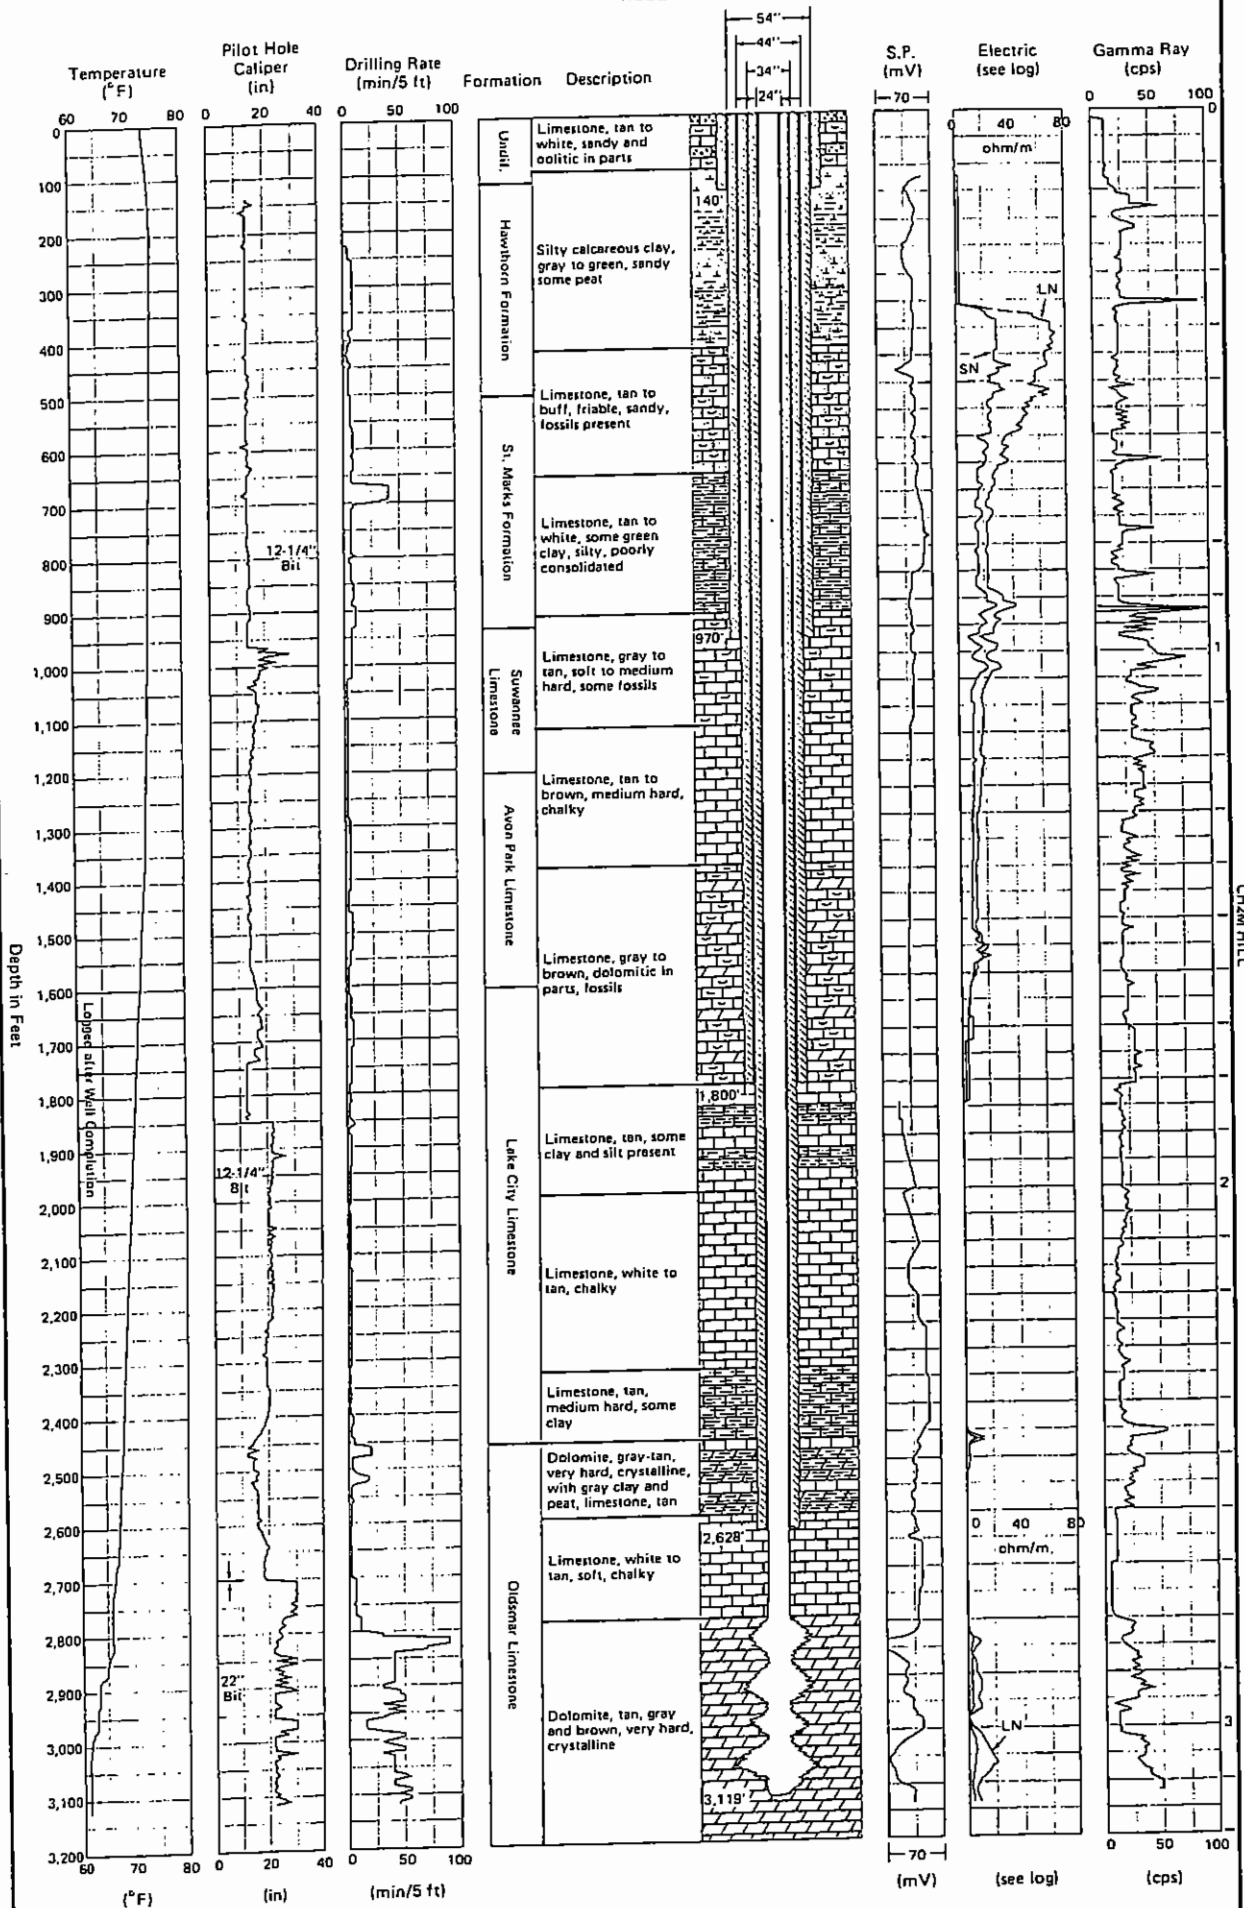 54''
44''
34''
24''
Temperature
(°F)
Pilot Hole
Caliper
(in)
Drilling Rate
(min/5 ft)
Formation
Description
S.P.
(mV)
Electric
(see log)
Gamma Ray
(cps)
60 70 80
0 20 40
0 50 100
70
0 40 80
ohm/m
0 50 100
0
0
100
200
300
400
500
600
700
800
900
1,000
1,100
1,200
1,300
1,400
1,500
1,600
1,700
1,800
1,900
2,000
2,100
2,200
2,300
2,400
2,500
2,600
2,700
2,800
2,900
3,000
3,100
3,200
Depth in Feet
Logged after Well Complution
12-1/4"
Bit
12-1/4"
Bit
22"
Bit
Undif.
Hawthorn Formation
St. Marks Formation
Suwannee
Limestone
Avon Park Limestone
Lake City Limestone
Oldsmar Limestone
Limestone, tan to
white, sandy and
oolitic in parts
Silty calcareous clay,
gray to green, sandy
some peat
Limestone, tan to
buff, friable, sandy,
fossils present
Limestone, tan to
white, some green
clay, silty, poorly
consolidated
Limestone, gray to
tan, soft to medium
hard, some fossils
Limestone, tan to
brown, medium hard,
chalky
Limestone, gray to
brown, dolomitic in
parts, fossils
Limestone, tan, some
clay and silt present
Limestone, white to
tan, chalky
Limestone, tan,
medium hard, some
clay
Dolomite, gray-tan,
very hard, crystalline,
with gray clay and
peat, limestone, tan
Limestone, white to
tan, soft, chalky
Dolomite, tan, gray
and brown, very hard,
crystalline
140'
970'
1,800'
2,628'
3,119'
LN
SN
0 40 80
ohm/m.
LN
1
2
3
CH2M HILL
60 70 80
(°F)
0 20 40
(in)
0 50 100
(min/5 ft)
70
(mV)
(see log)
0 50 100
(cps)